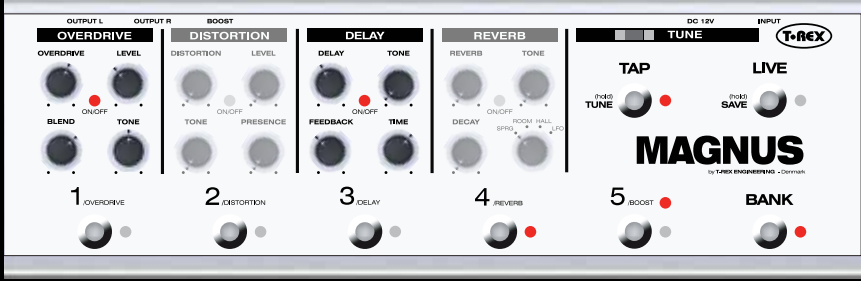 OUTPUT L OUTPUT R BOOST DC 12V INPUT
OVERDRIVE DISTORTION DELAY REVERB TUNE T-REX
OVERDRIVE LEVEL DISTORTION LEVEL DELAY TONE REVERB TONE
TAP LIVE
(hold) TUNE (hold) SAVE
ON/OFF ON/OFF ON/OFF ON/OFF
BLEND TONE TONE PRESENCE FEEDBACK TIME DECAY SPRG ROOM HALL LFO
MAGNUS
by T-REX ENGINEERING - Denmark
1 /OVERDRIVE 2 /DISTORTION 3 /DELAY 4 /REVERB 5 /BOOST BANK